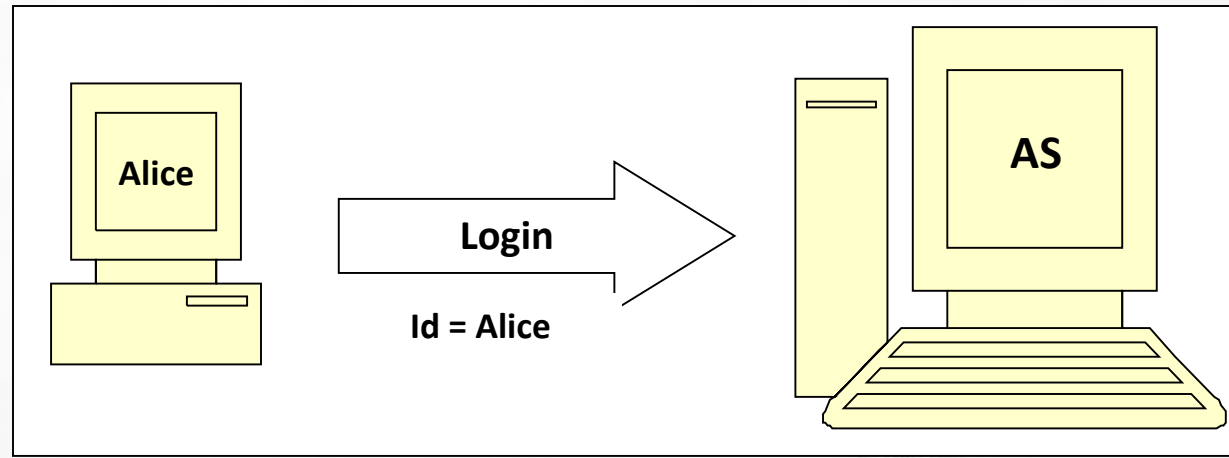 Alice
Login
Id = Alice
AS